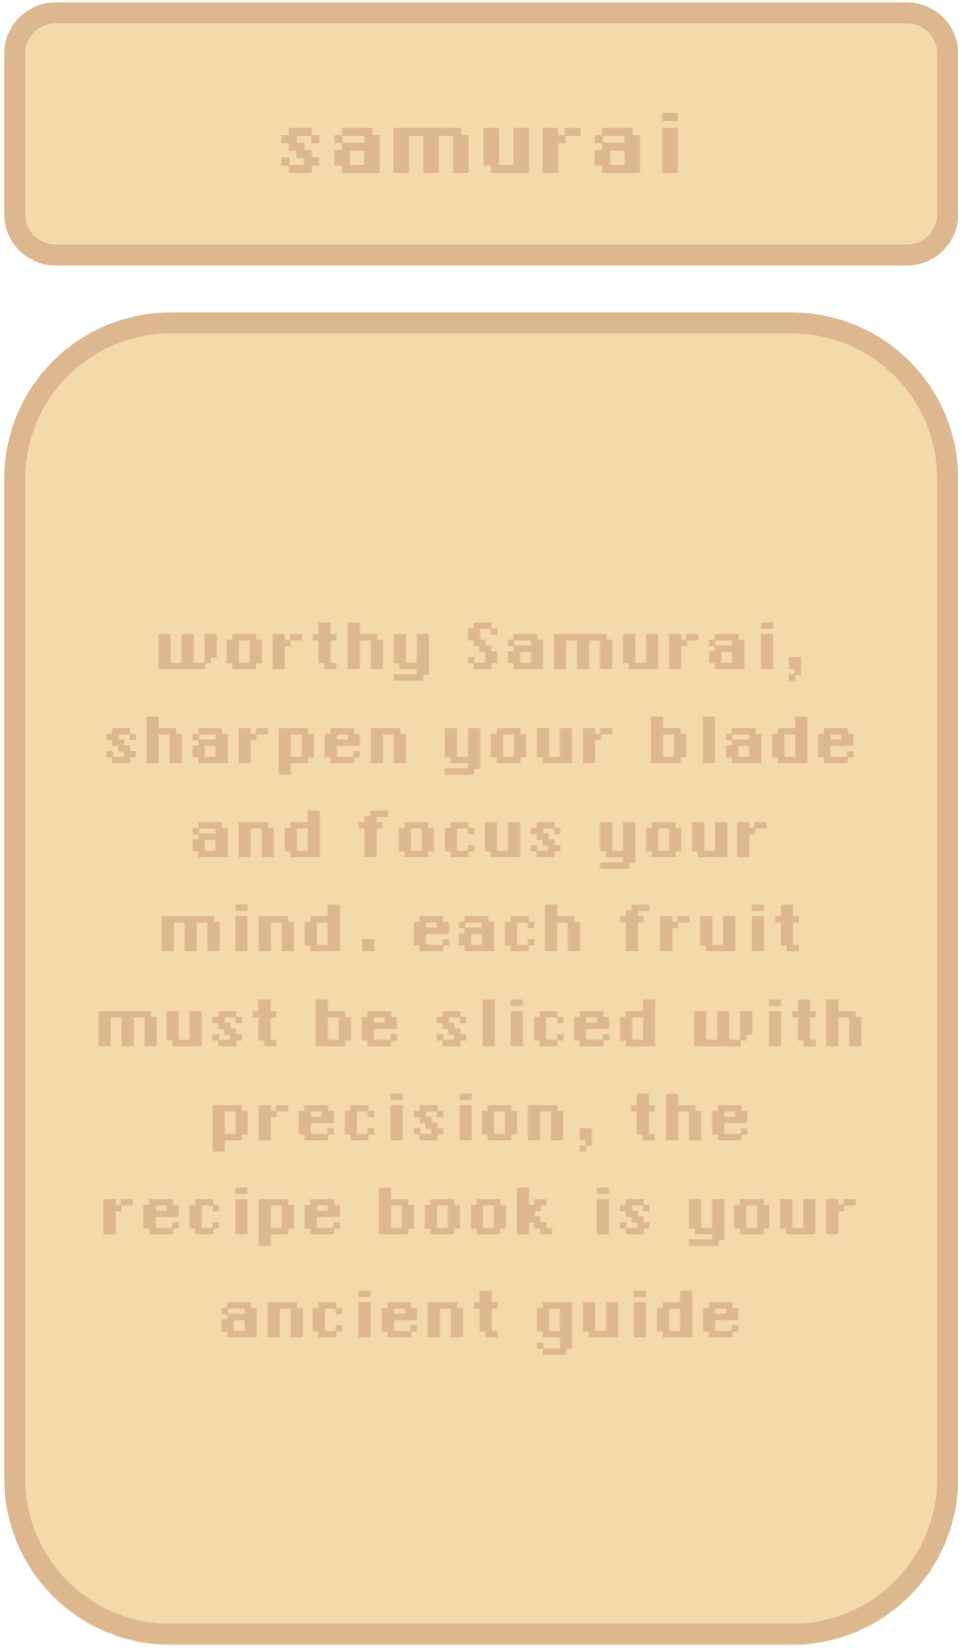 samurai
worthy Samurai,
sharpen your blade
and focus your
mind. each fruit
must be sliced with
precision, the
recipe book is your
ancient guide